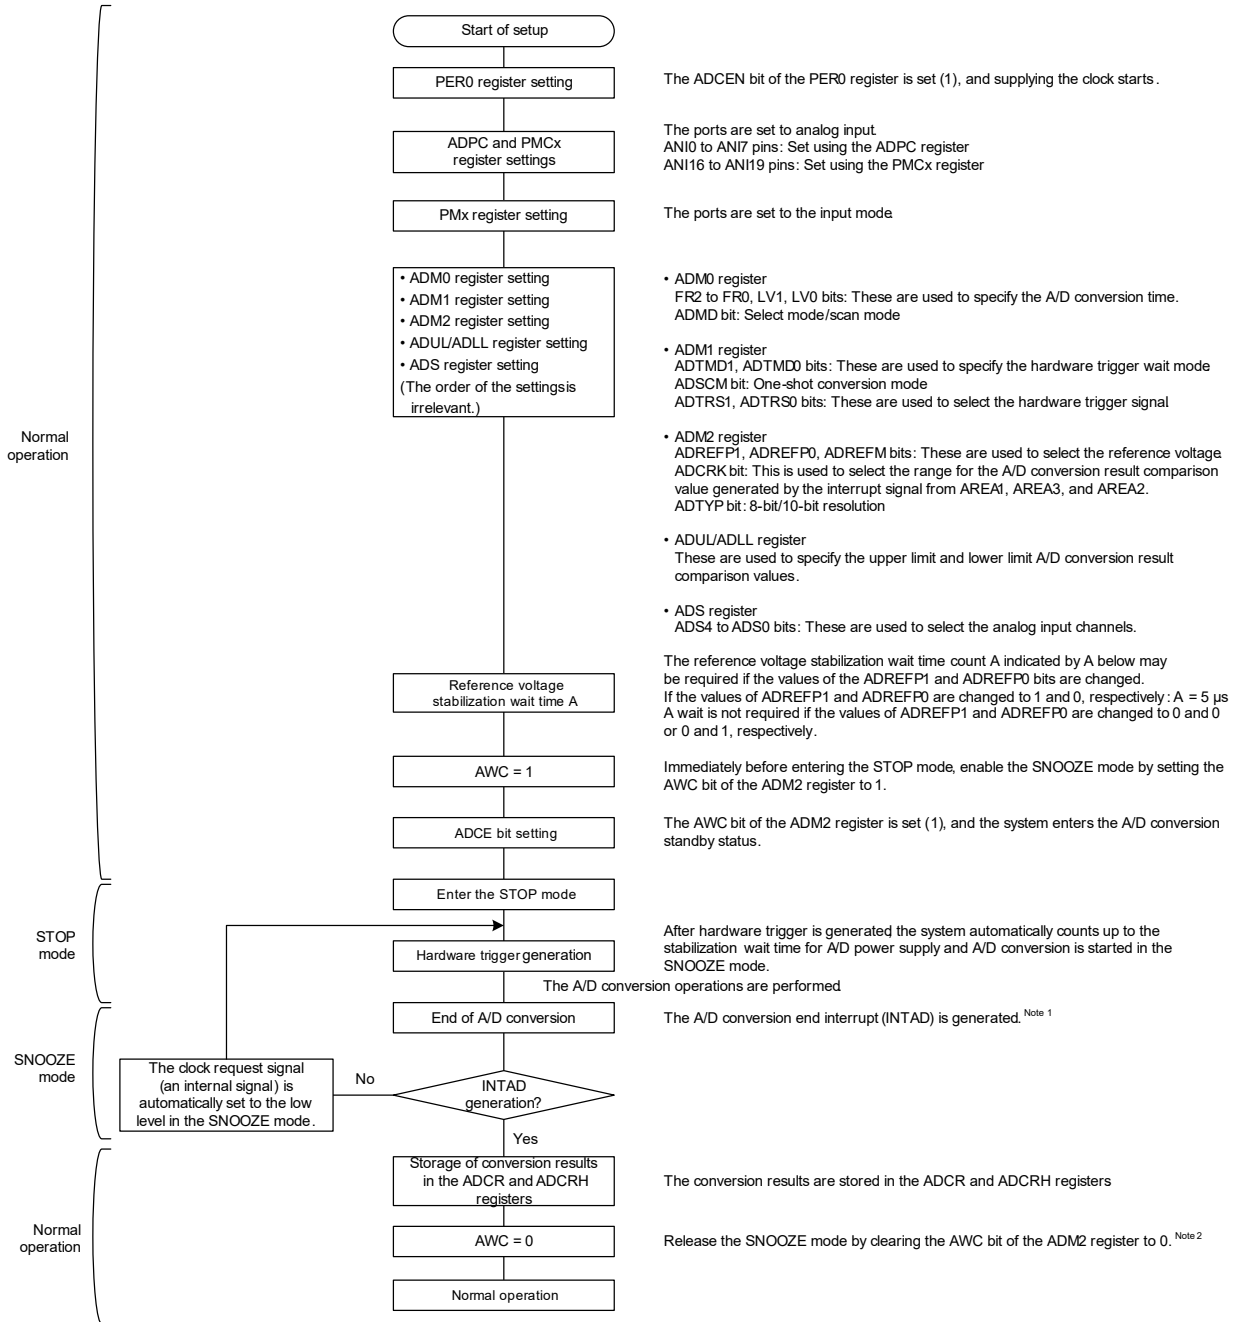 Start of setup
PER0 register setting
The ADCEN bit of the PER0 register is set (1), and supplying the clock starts.
ADPC and PMCx
register settings
The ports are set to analog input.
ANI0 to ANI7 pins: Set using the ADPC register
ANI16 to ANI19 pins: Set using the PMCx register
PMx register setting
The ports are set to the input mode.
• ADM0 register setting
• ADM1 register setting
• ADM2 register setting
• ADUL/ADLL register setting
• ADS register setting
(The order of the settings is
irrelevant.)
• ADM0 register
FR2 to FR0, LV1, LV0 bits: These are used to specify the A/D conversion time.
ADMD bit: Select mode/scan mode
• ADM1 register
ADTMD1, ADTMD0 bits: These are used to specify the hardware trigger wait mode.
ADSCM bit: One-shot conversion mode
ADTRS1, ADTRS0 bits: These are used to select the hardware trigger signal.
Normal
operation
• ADM2 register
ADREFP1, ADREFP0, ADREFM bits: These are used to select the reference voltage.
ADCRK bit: This is used to select the range for the A/D conversion result comparison
value generated by the interrupt signal from AREA1, AREA3, and AREA2.
ADTYP bit: 8-bit/10-bit resolution
• ADUL/ADLL register
These are used to specify the upper limit and lower limit A/D conversion result
comparison values.
• ADS register
ADS4 to ADS0 bits: These are used to select the analog input channels.
Reference voltage
stabilization wait time A
The reference voltage stabilization wait time count A indicated by A below may
be required if the values of the ADREFP1 and ADREFP0 bits are changed.
If the values of ADREFP1 and ADREFP0 are changed to 1 and 0, respectively: A = 5 µs
A wait is not required if the values of ADREFP1 and ADREFP0 are changed to 0 and 0
or 0 and 1, respectively.
AWC = 1
Immediately before entering the STOP mode, enable the SNOOZE mode by setting the
AWC bit of the ADM2 register to 1.
ADCE bit setting
The AWC bit of the ADM2 register is set (1), and the system enters the A/D conversion
standby status.
Enter the STOP mode
STOP
mode
Hardware trigger generation
After hardware trigger is generated, the system automatically counts up to the
stabilization wait time for A/D power supply and A/D conversion is started in the
SNOOZE mode.
The A/D conversion operations are performed.
End of A/D conversion
The A/D conversion end interrupt (INTAD) is generated. Note 1
SNOOZE
mode
The clock request signal
(an internal signal) is
automatically set to the low
level in the SNOOZE mode.
No
INTAD
generation?
Yes
Storage of conversion results
in the ADCR and ADCRH
registers
The conversion results are stored in the ADCR and ADCRH registers.
Normal
operation
AWC = 0
Release the SNOOZE mode by clearing the AWC bit of the ADM2 register to 0. Note 2
Normal operation